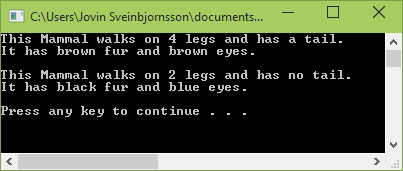 C:\Users\Jovin Sveinbjornsson\documents...
This Mammal walks on 4 legs and has a tail.
It has brown fur and brown eyes.
This Mammal walks on 2 legs and has no tail.
It has black fur and blue eyes.
Press any key to continue . . .